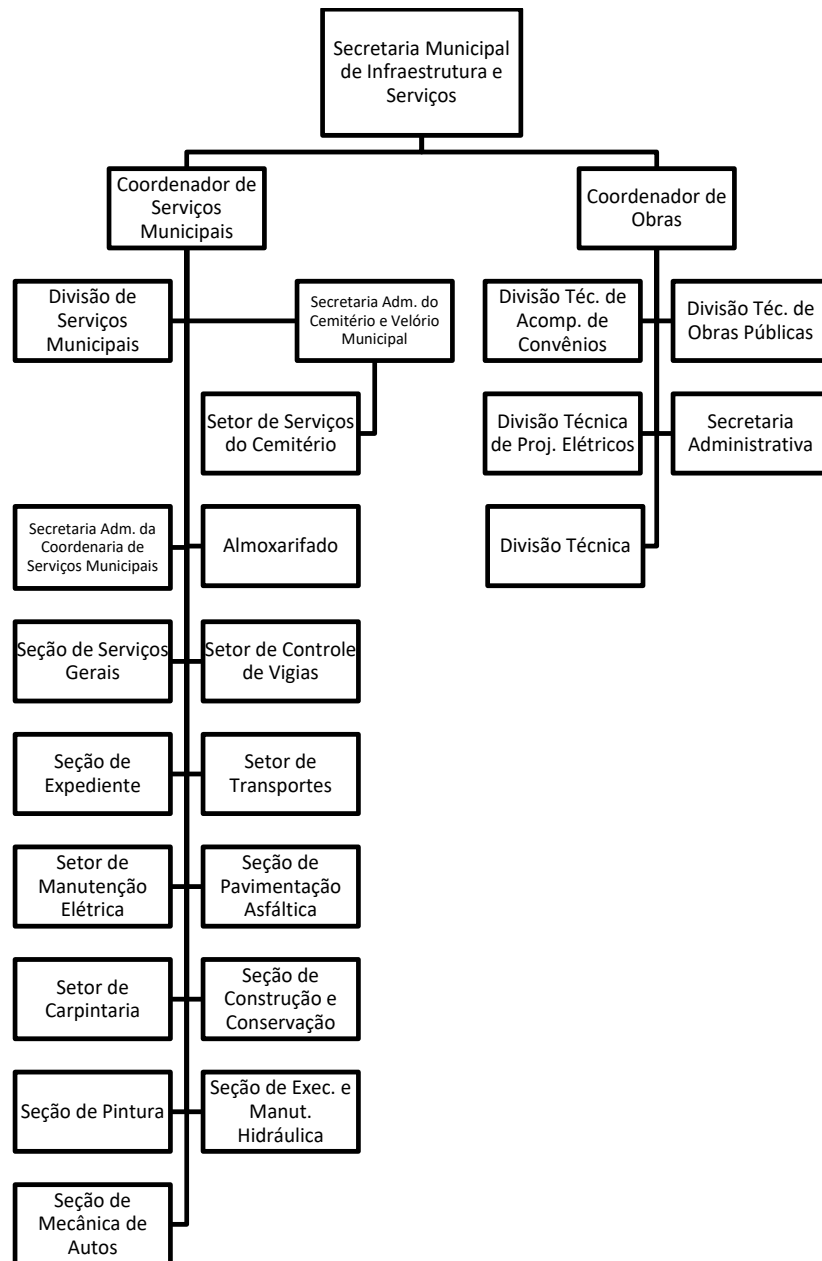 Secretaria Municipal
de Infraestrutura e
Serviços
Coordenador de
Serviços
Municipais
Coordenador de
Obras
Divisão de
Serviços
Municipais
Secretaria Adm. do
Cemitério e Velório
Municipal
Divisão Téc. de
Acomp. de
Convênios
Divisão Téc. de
Obras Públicas
Setor de Serviços
do Cemitério
Divisão Técnica
de Proj. Elétricos
Secretaria
Administrativa
Secretaria Adm. da
Coordenaria de
Serviços Municipais
Almoxarifado
Divisão Técnica
Seção de Serviços
Gerais
Setor de Controle
de Vigias
Seção de
Expediente
Setor de
Transportes
Setor de
Manutenção
Elétrica
Seção de
Pavimentação
Asfáltica
Setor de
Carpintaria
Seção de
Construção e
Conservação
Seção de Pintura
Seção de Exec. e
Manut.
Hidráulica
Seção de
Mecânica de
Autos